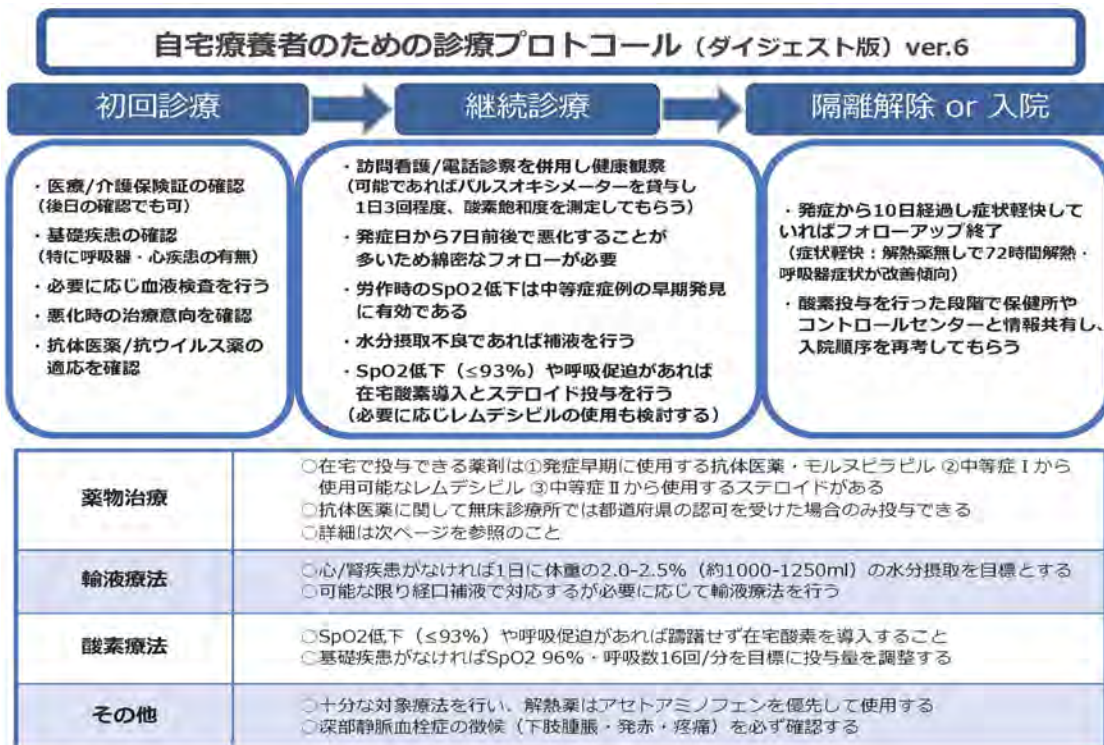 自宅療養者のための診療プロトコール（ダイジェスト版）ver.6
初回診療
継続診療
隔離解除 or 入院
・医療/介護保険証の確認
（後日の確認でも可）
・基礎疾患の確認
（特に呼吸器・心疾患の有無）
・必要に応じ血液検査を行う
・悪化時の治療意向を確認
・抗体医薬/抗ウイルス薬の
適応を確認
・訪問看護/電話診察を併用し健康観察
（可能であればパルスオキシメーターを貸与し
1日3回程度、酸素飽和度を測定してもらう）
・発症日から7日前後で悪化することが
多いため綿密なフォローが必要
・労作時のSpO2低下は中等症症例の早期発見
に有効である
・水分摂取不良であれば補液を行う
・SpO2低下（≤93%）や呼吸促迫があれば
在宅酸素導入とステロイド投与を行う
（必要に応じレムデシビルの使用も検討する）
・発症から10日経過し症状軽快して
いればフォローアップ終了
（症状軽快：解熱薬無しで72時間解熱・
呼吸器症状が改善傾向）
・酸素投与を行った段階で保健所や
コントロールセンターと情報共有し、
入院順序を再考してもらう
薬物治療
○在宅で投与できる薬剤は①発症早期に使用する抗体医薬・モルヌピラビル ②中等症Ⅰから
使用可能なレムデシビル ③中等症Ⅱから使用するステロイドがある
○抗体医薬に関して無床診療所では都道府県の認可を受けた場合のみ投与できる
○詳細は次ページを参照のこと
輸液療法
○心/腎疾患がなければ1日に体重の2.0-2.5%（約1000-1250ml）の水分摂取を目標とする
○可能な限り経口補液で対応するが必要に応じて輸液療法を行う
酸素療法
○SpO2低下（≤93%）や呼吸促迫があれば躊躇せず在宅酸素を導入すること
○基礎疾患がなければSpO2 96%・呼吸数16回/分を目標に投与量を調整する
その他
○十分な対象療法を行い、解熱薬はアセトアミノフェンを優先して使用する
○深部静脈血栓症の徴候（下肢腫脹・発赤・疼痛）を必ず確認する